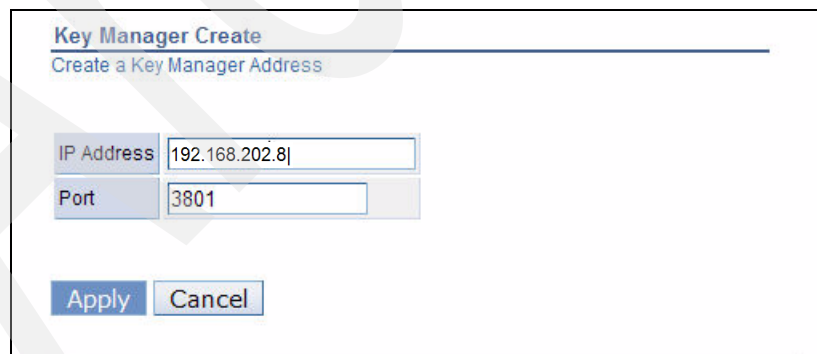 Key Manager Create
Create a Key Manager Address
IP Address 192.168.202.8
Port 3801
Apply Cancel